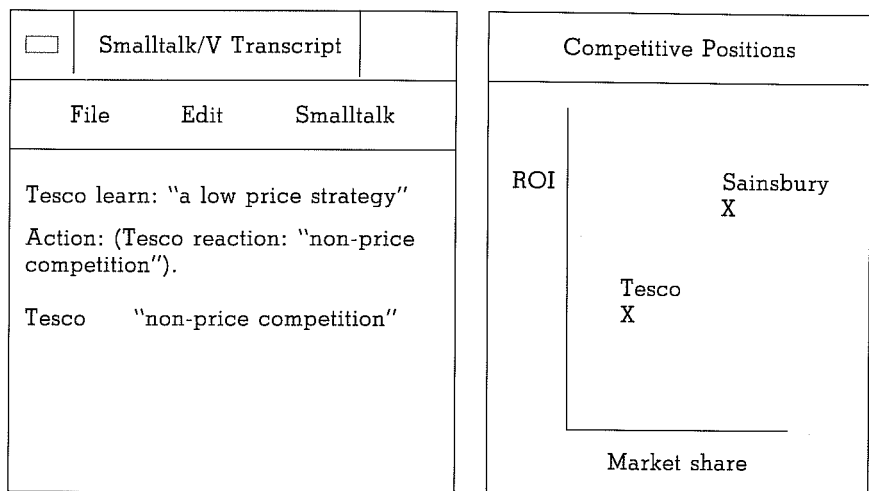 Smalltalk/V Transcript
File Edit Smalltalk
Tesco learn: “a low price strategy”
Action: (Tesco reaction: “non-price
competition”).
Tesco “non-price competition”
Competitive Positions
ROI
Sainsbury
X
Tesco
X
Market share